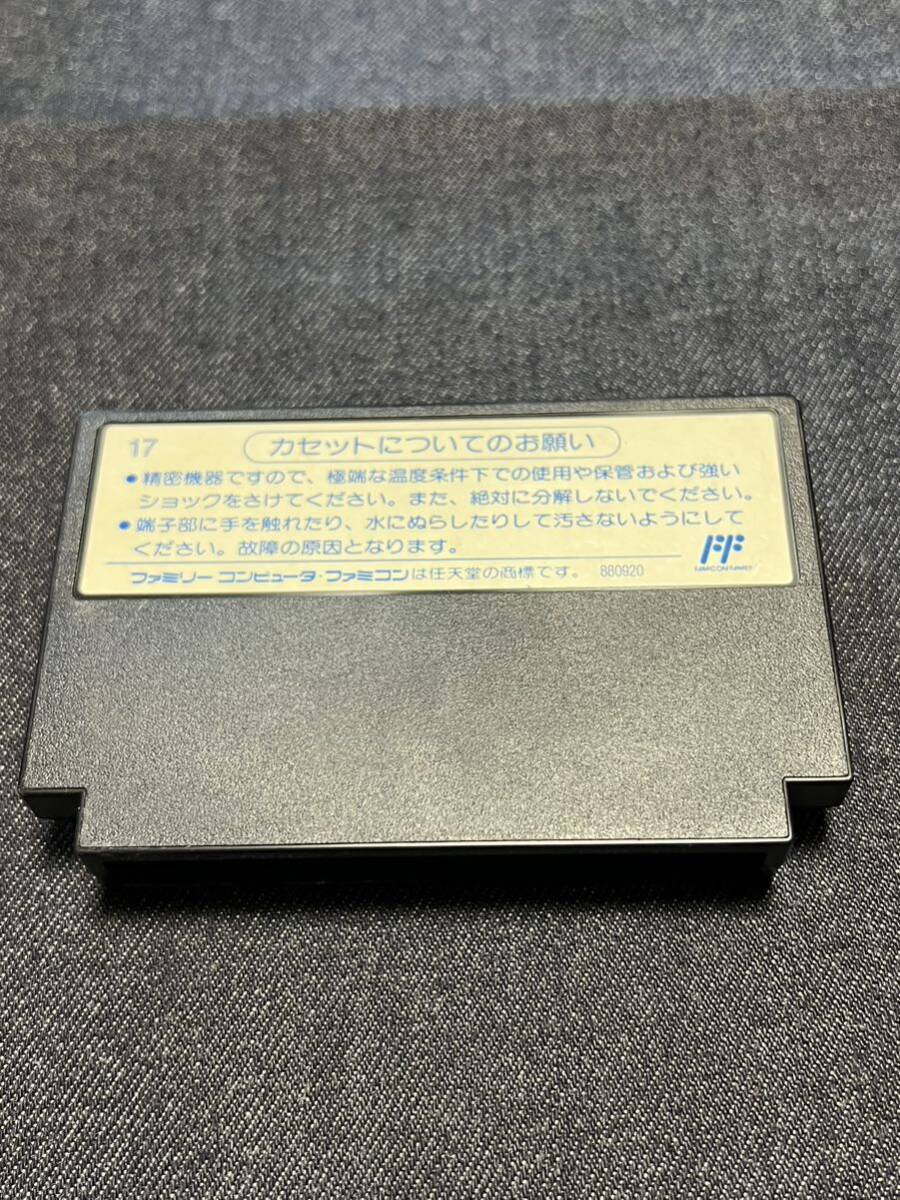 17
カセットについてのお願い
●精密機器ですので、極端な温度条件下での使用や保管および強い
ショックをさけてください。また、絶対に分解しないでください。
●端子部に手を触れたり、水にぬらしたりして汚さないようにして
ください。故障の原因となります。
ファミリーコンピュータ・ファミコンは任天堂の商標です。 880920